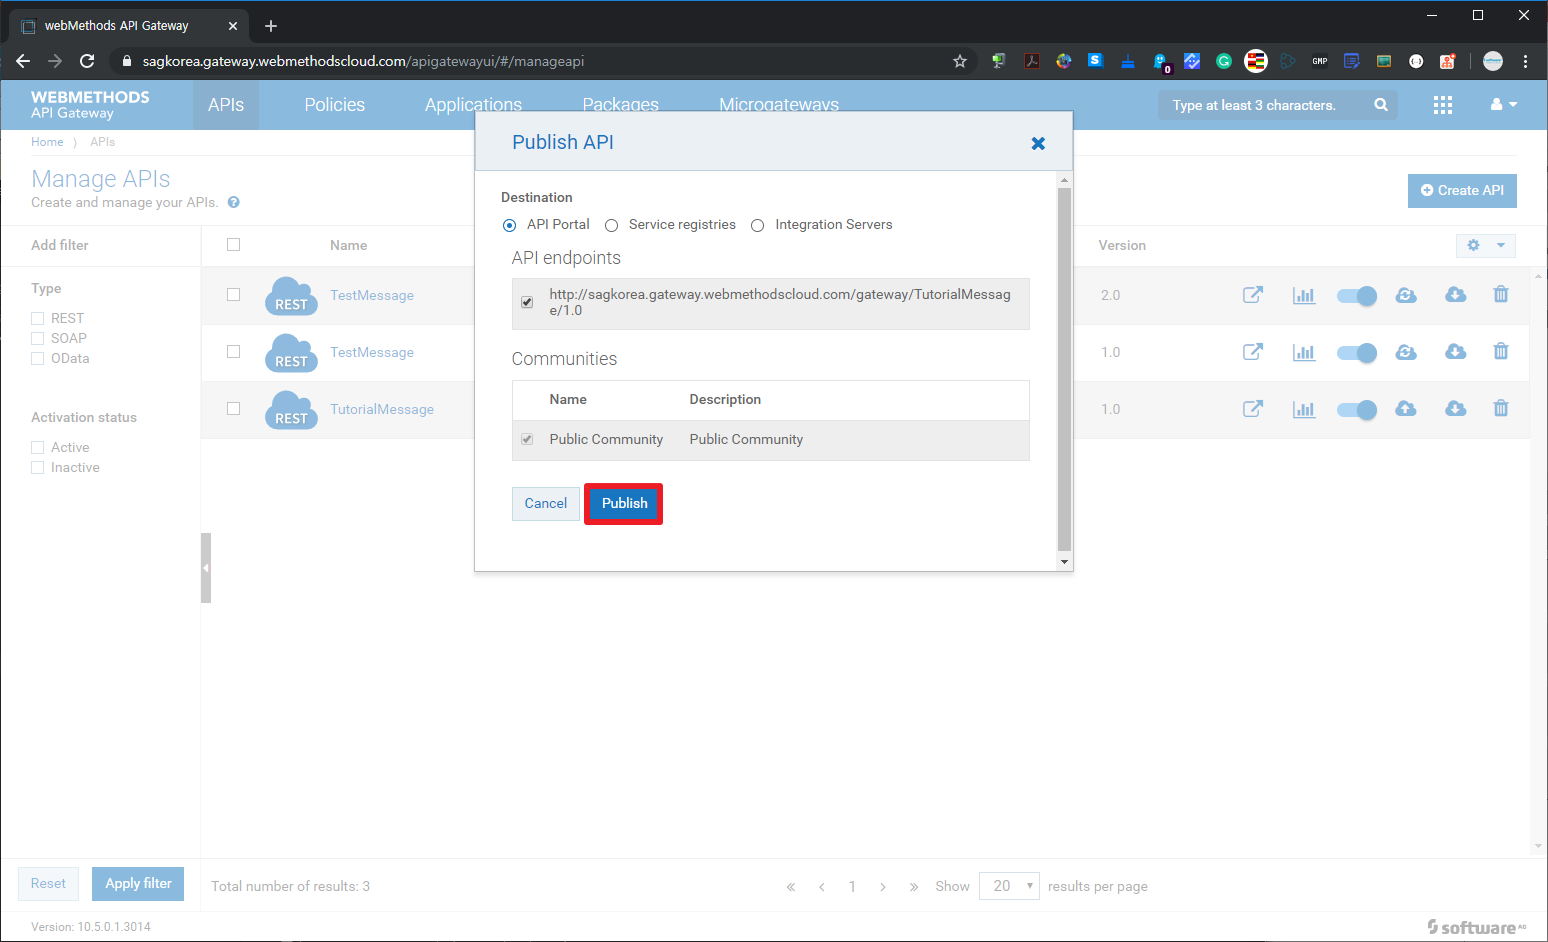 webMethods API Gateway
sagkorea.gateway.webmethodscloud.com/apigatewayui/#/manageapi
S
0
G
GMP
WEBMETHODS
API Gateway
APIs
Policies
Applications
Packages
Microgateways
Type at least 3 characters.
Home
APIs
Manage APIs
Create and manage your APIs.
Create API
Publish API
Destination
API Portal
Service registries
Integration Servers
API endpoints
http://sagkorea.gateway.webmethodscloud.com/gateway/TutorialMessag
e/1.0
Communities
Name
Description
Public Community
Public Community
Cancel
Publish
Add filter
Name
Version
Type
REST
SOAP
OData
Activation status
Active
Inactive
REST
TestMessage
2.0
REST
TestMessage
1.0
REST
TutorialMessage
1.0
Reset
Apply filter
Total number of results: 3
« ‹ 1 › »
Show
20
results per page
Version: 10.5.0.1.3014
software AG